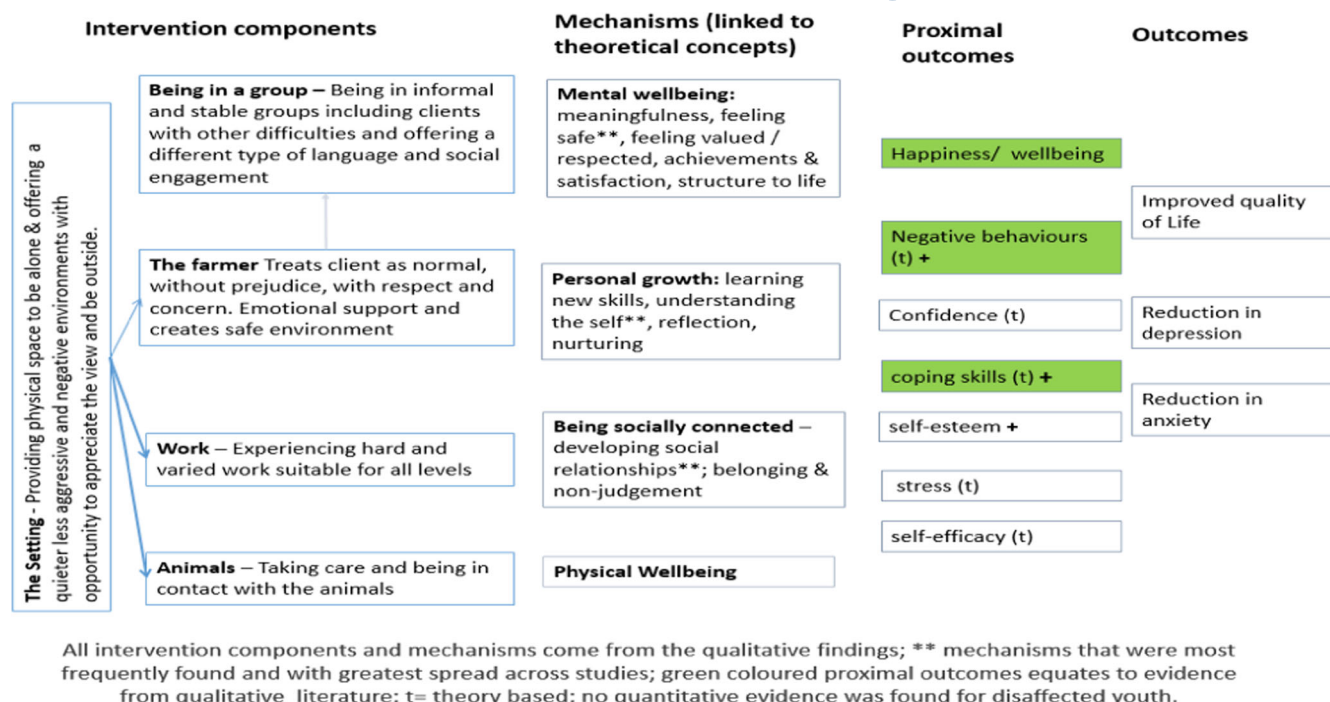 Intervention components
Mechanisms (linked to
theoretical concepts)
Proximal
outcomes
Outcomes
The Setting - Providing physical space to be alone & offering a
quieter less aggressive and negative environments with
opportunity to appreciate the view and be outside.
Being in a group – Being in informal
and stable groups including clients
with other difficulties and offering a
different type of language and social
engagement
The farmer Treats client as normal,
without prejudice, with respect and
concern. Emotional support and
creates safe environment
Work – Experiencing hard and
varied work suitable for all levels
Animals – Taking care and being in
contact with the animals
Mental wellbeing:
meaningfulness, feeling
safe**, feeling valued /
respected, achievements &
satisfaction, structure to life
Personal growth: learning
new skills, understanding
the self**, reflection,
nurturing
Being socially connected –
developing social
relationships**; belonging &
non-judgement
Physical Wellbeing
Happiness/ wellbeing
Negative behaviours
(t) +
Confidence (t)
coping skills (t) +
self-esteem +
stress (t)
self-efficacy (t)
Improved quality
of Life
Reduction in
depression
Reduction in
anxiety
All intervention components and mechanisms come from the qualitative findings; ** mechanisms that were most
frequently found and with greatest spread across studies; green coloured proximal outcomes equates to evidence
from qualitative literature; t= theory based; no quantitative evidence was found for disaffected youth.